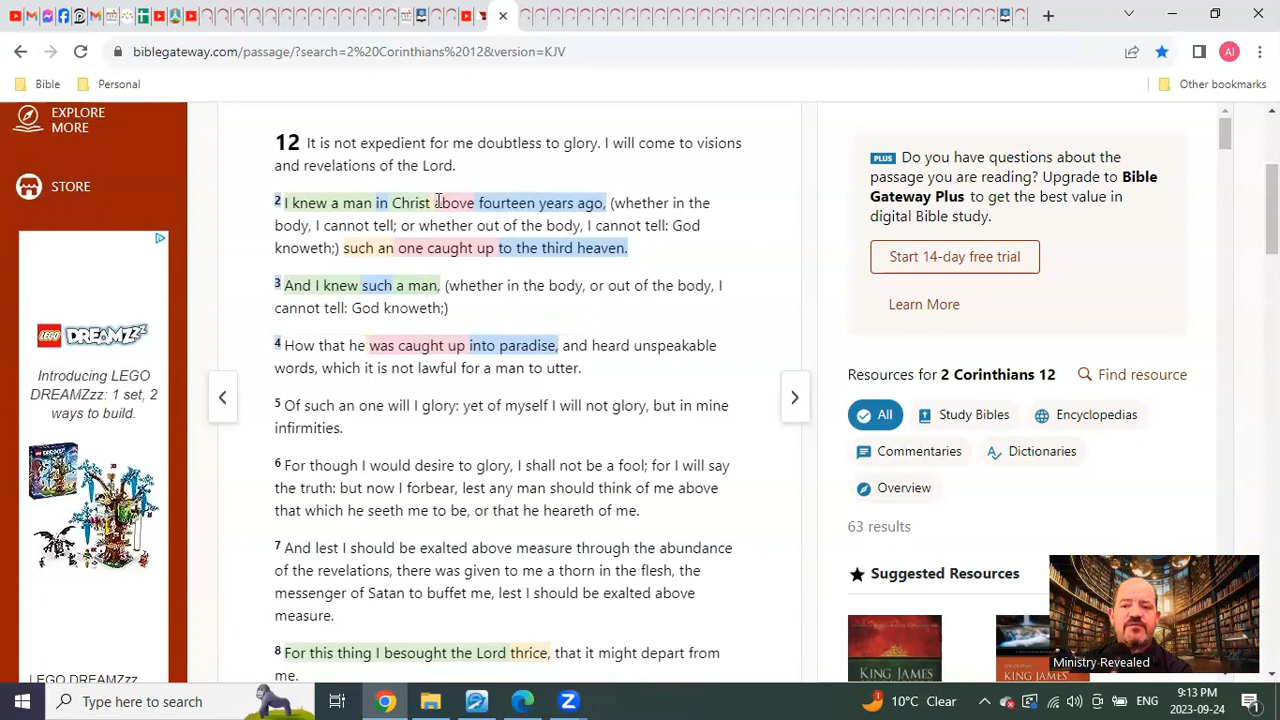 biblegateway.com/passage/?search=2%20Corinthians%2012&version=KJV
AI
Bible
Personal
Other bookmarks
EXPLORE
MORE
STORE
LEGO DREAMZzz
Introducing LEGO
DREAMZzz: 1 set, 2
ways to build.
LEGO DREAMZzz
12 It is not expedient for me doubtless to glory. I will come to visions
and revelations of the Lord.
2 I knew a man in Christ above fourteen years ago, (whether in the
body, I cannot tell; or whether out of the body, I cannot tell: God
knoweth;) such an one caught up to the third heaven.
3 And I knew such a man, (whether in the body, or out of the body, I
cannot tell: God knoweth;)
4 How that he was caught up into paradise, and heard unspeakable
words, which it is not lawful for a man to utter.
5 Of such an one will I glory: yet of myself I will not glory, but in mine
infirmities.
6 For though I would desire to glory, I shall not be a fool; for I will say
the truth: but now I forbear, lest any man should think of me above
that which he seeth me to be, or that he heareth of me.
7 And lest I should be exalted above measure through the abundance
of the revelations, there was given to me a thorn in the flesh, the
messenger of Satan to buffet me, lest I should be exalted above
measure.
8 For this thing I besought the Lord thrice, that it might depart from
me.
PLUS Do you have questions about the
passage you are reading? Upgrade to Bible
Gateway Plus to get the best value in
digital Bible study.
Start 14-day free trial
Learn More
Resources for 2 Corinthians 12
Find resource
All
Study Bibles
Encyclopedias
Commentaries
Dictionaries
Overview
63 results
Suggested Resources
KING JAMES
KING JAMES
Ministry Revealed
Type here to search
1
10°C Clear
ENG
9:13 PM
2023-09-24
1